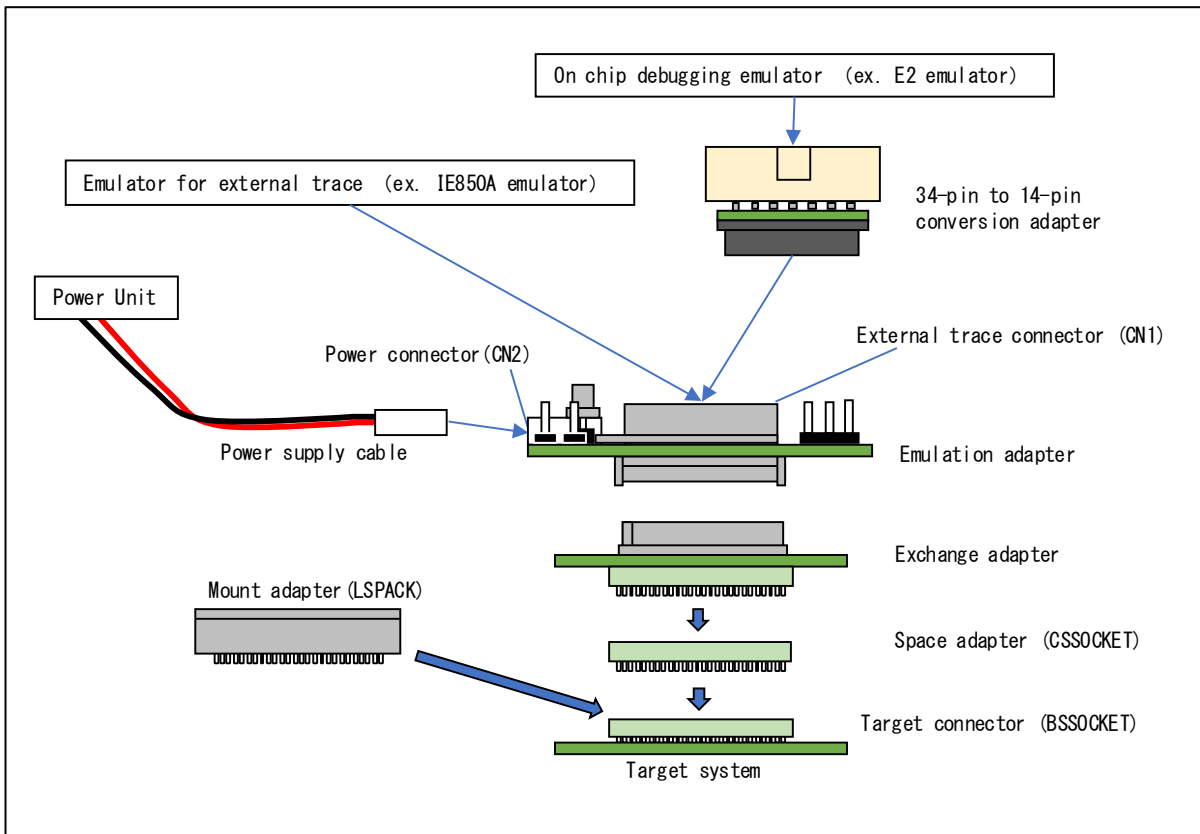 On chip debugging emulator (ex. E2 emulator)
Emulator for external trace (ex. IE850A emulator)
34-pin to 14-pin
conversion adapter
Power Unit
External trace connector (CN1)
Power connector(CN2)
Power supply cable
Emulation adapter
Exchange adapter
Mount adapter(LSPACK)
Space adapter (CSSOCKET)
Target connector (BSSOCKET)
Target system